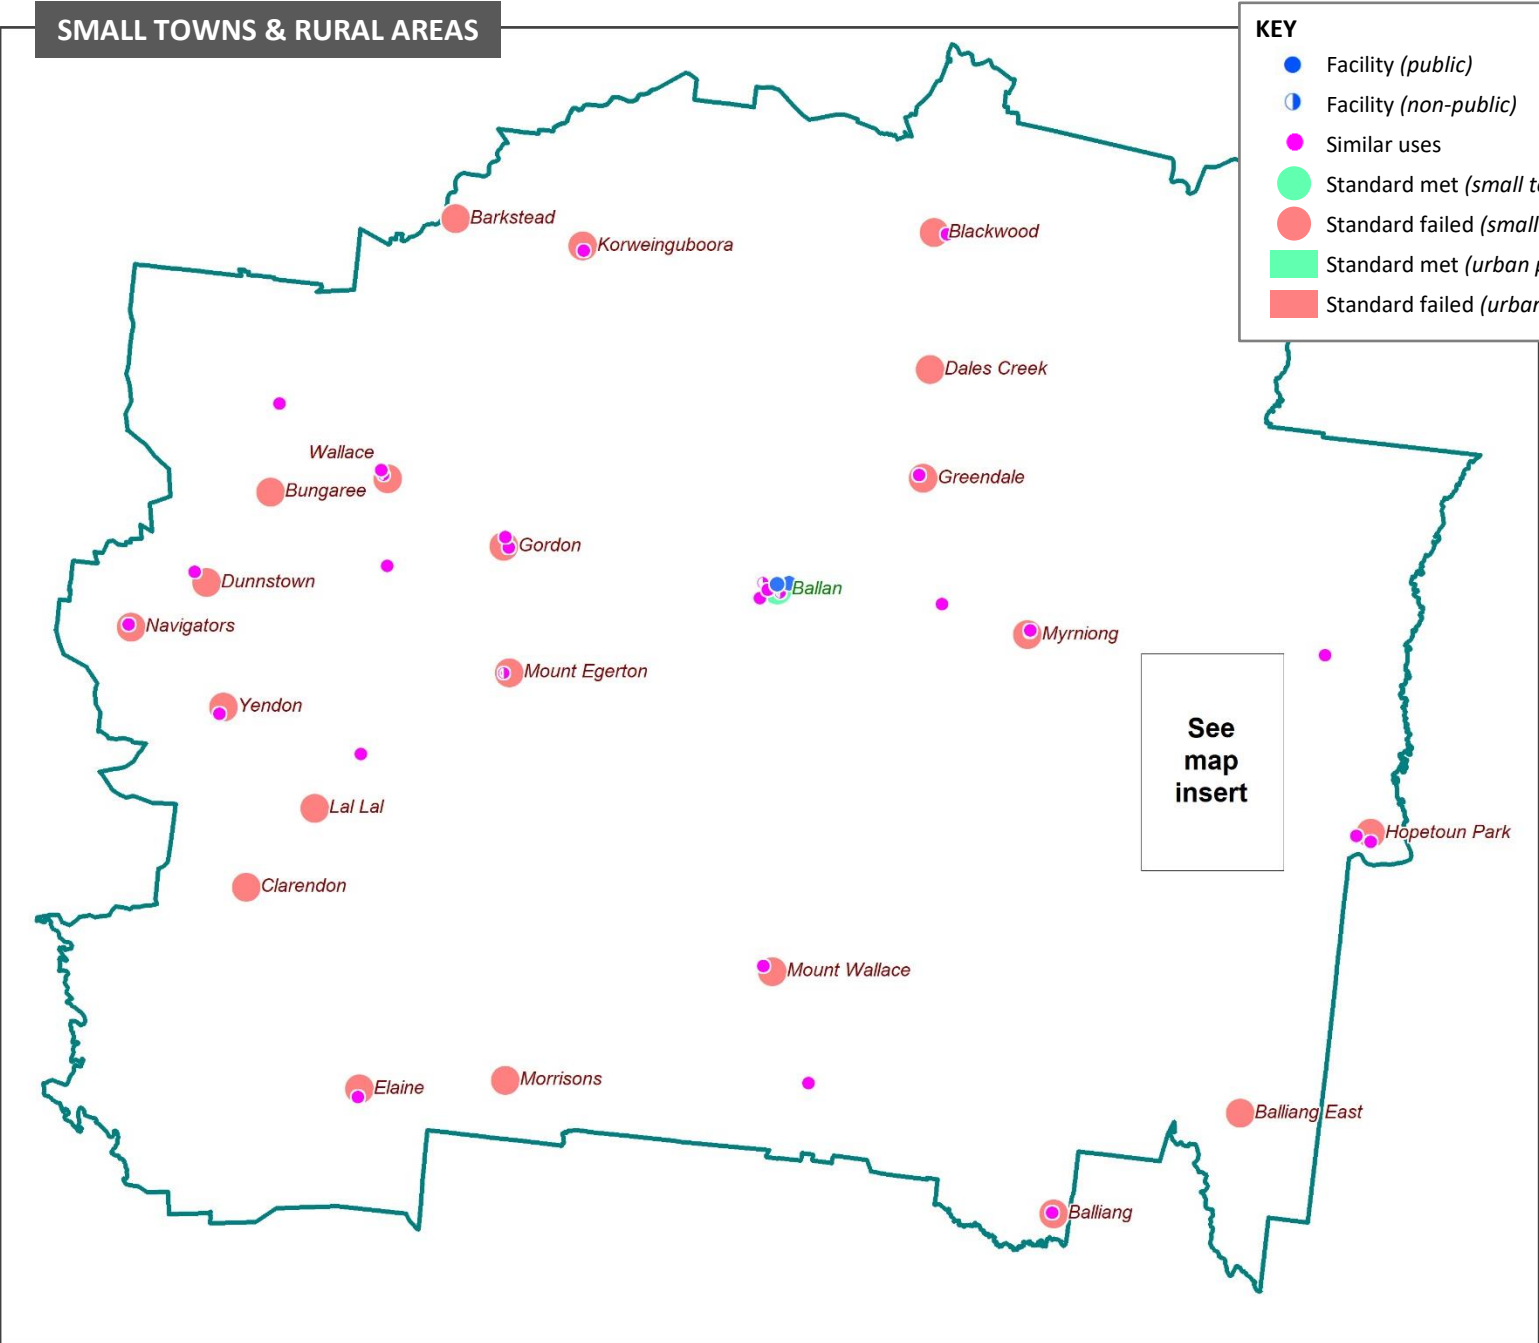 SMALL TOWNS & RURAL AREAS
KEY
Facility (public)
Facility (non-public)
Similar uses
Standard met (small t
Standard failed (small
Standard met (urban p
Standard failed (urban
Barkstead
Korweinguboora
Blackwood
Dales Creek
Wallace
Bungaree
Greendale
Gordon
Dunnstown
Ballan
Navigators
Myrniong
Mount Egerton
Yendon
See
map
insert
Lal Lal
Hopetoun Park
Clarendon
Mount Wallace
Elaine
Morrisons
Balliang East
Balliang